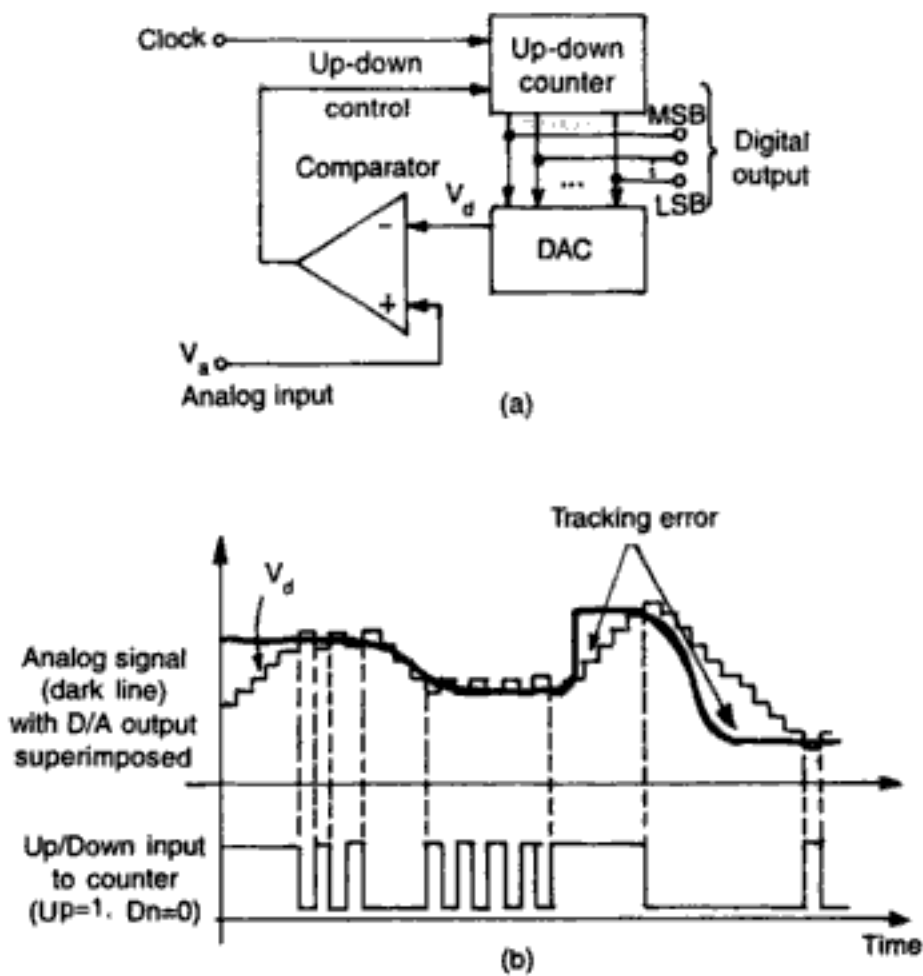 Clock
Up-down
counter
Up-down
control
MSB
Digital
output
LSB
Comparator
V_d
...
-
DAC
+
V_a
Analog input
(a)
Tracking error
V_d
Analog signal
(dark line)
with D/A output
superimposed
Up/Down input
to counter
(Up=1. Dn=0)
Time
(b)